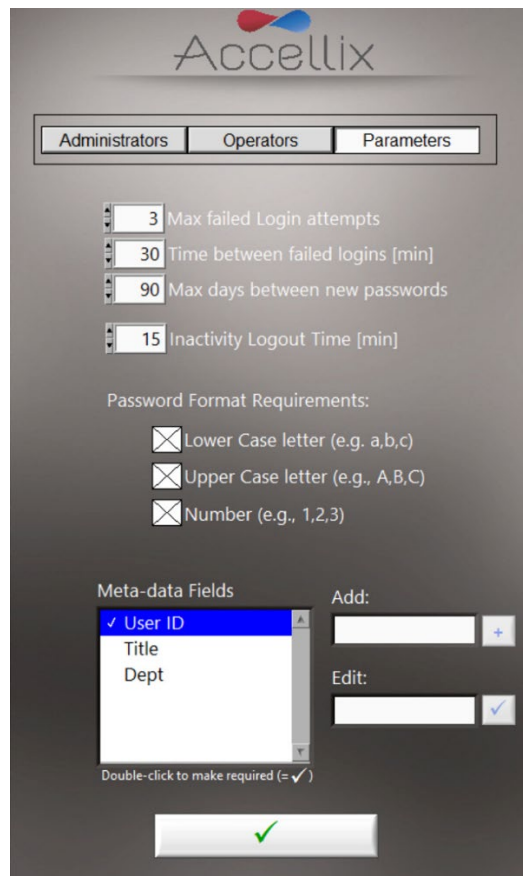 Accellix
Administrators Operators Parameters
3 Max failed Login attempts
30 Time between failed logins [min]
90 Max days between new passwords
15 Inactivity Logout Time [min]
Password Format Requirements:
Lower Case letter (e.g. a,b,c)
Upper Case letter (e.g., A,B,C)
Number (e.g., 1,2,3)
Meta-data Fields
✓ User ID
Title
Dept
Double-click to make required (=✓)
Add:
+
Edit:
✓
✓